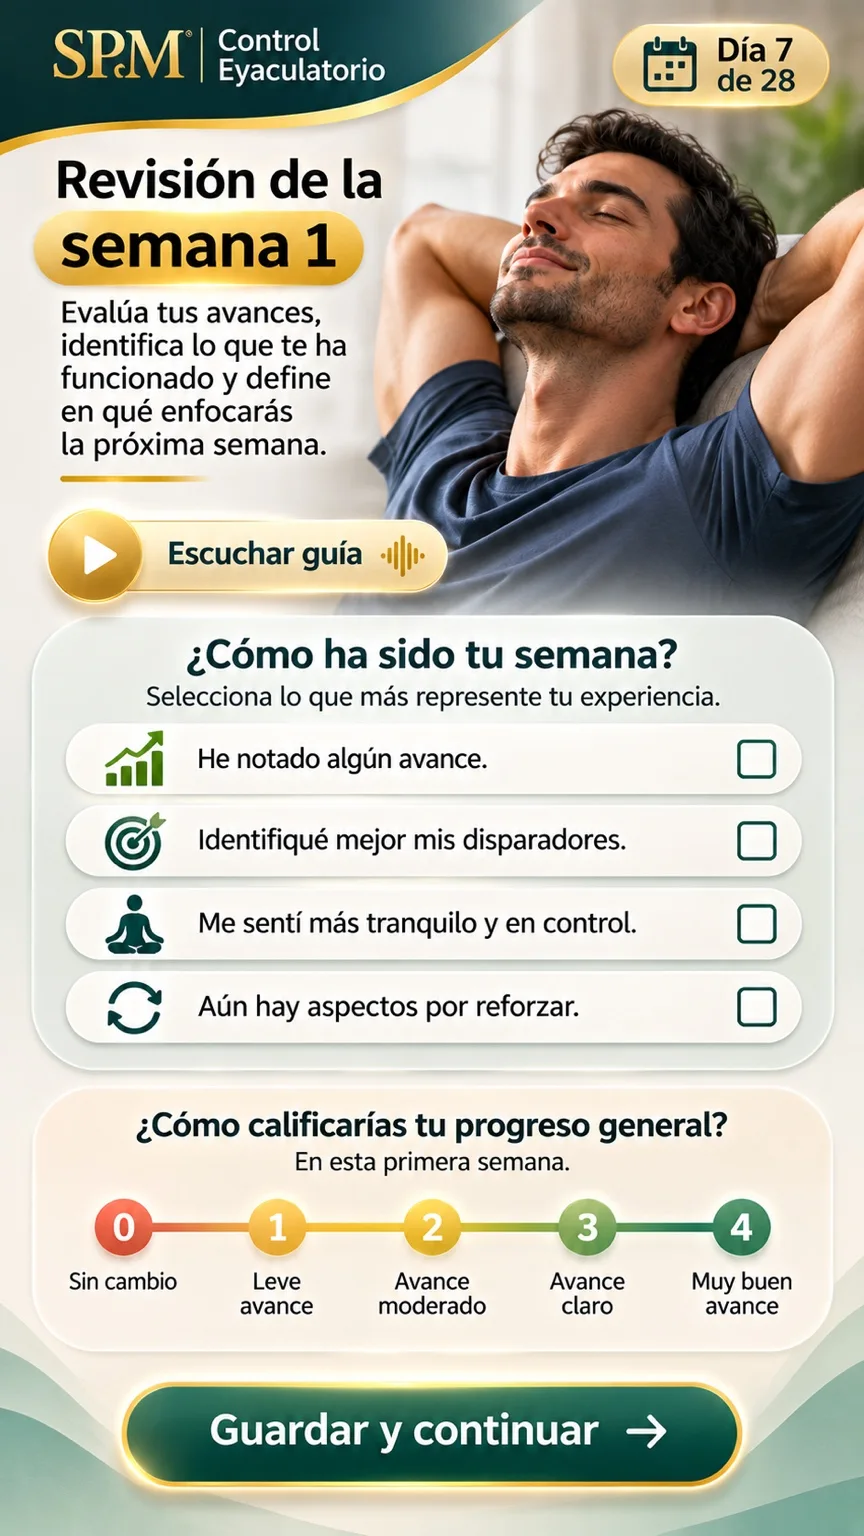 SPM®
Control
Eyaculatorio
Día 7
de 28
Revisión de la
semana 1
Evalúa tus avances,
identifica lo que te ha
funcionado y define
en qué enfocarás
la próxima semana.
Escuchar guía
¿Cómo ha sido tu semana?
Selecciona lo que más represente tu experiencia.
He notado algún avance.
Identifiqué mejor mis disparadores.
Me sentí más tranquilo y en control.
Aún hay aspectos por reforzar.
¿Cómo calificarías tu progreso general?
En esta primera semana.
0 1 2 3 4
Sin cambio
Leve
avance
Avance
moderado
Avance
claro
Muy buen
avance
Guardar y continuar